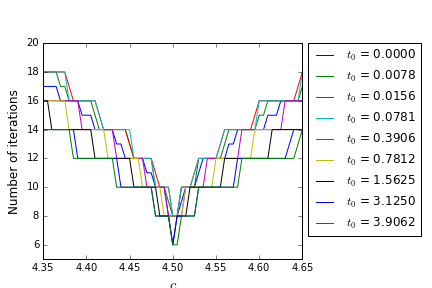 20
18
16
14
12
10
8
6
Number of iterations
4.35 4.40 4.45 4.50 4.55 4.60 4.65
c
t₀ = 0.0000
t₀ = 0.0078
t₀ = 0.0156
t₀ = 0.0781
t₀ = 0.3906
t₀ = 0.7812
t₀ = 1.5625
t₀ = 3.1250
t₀ = 3.9062